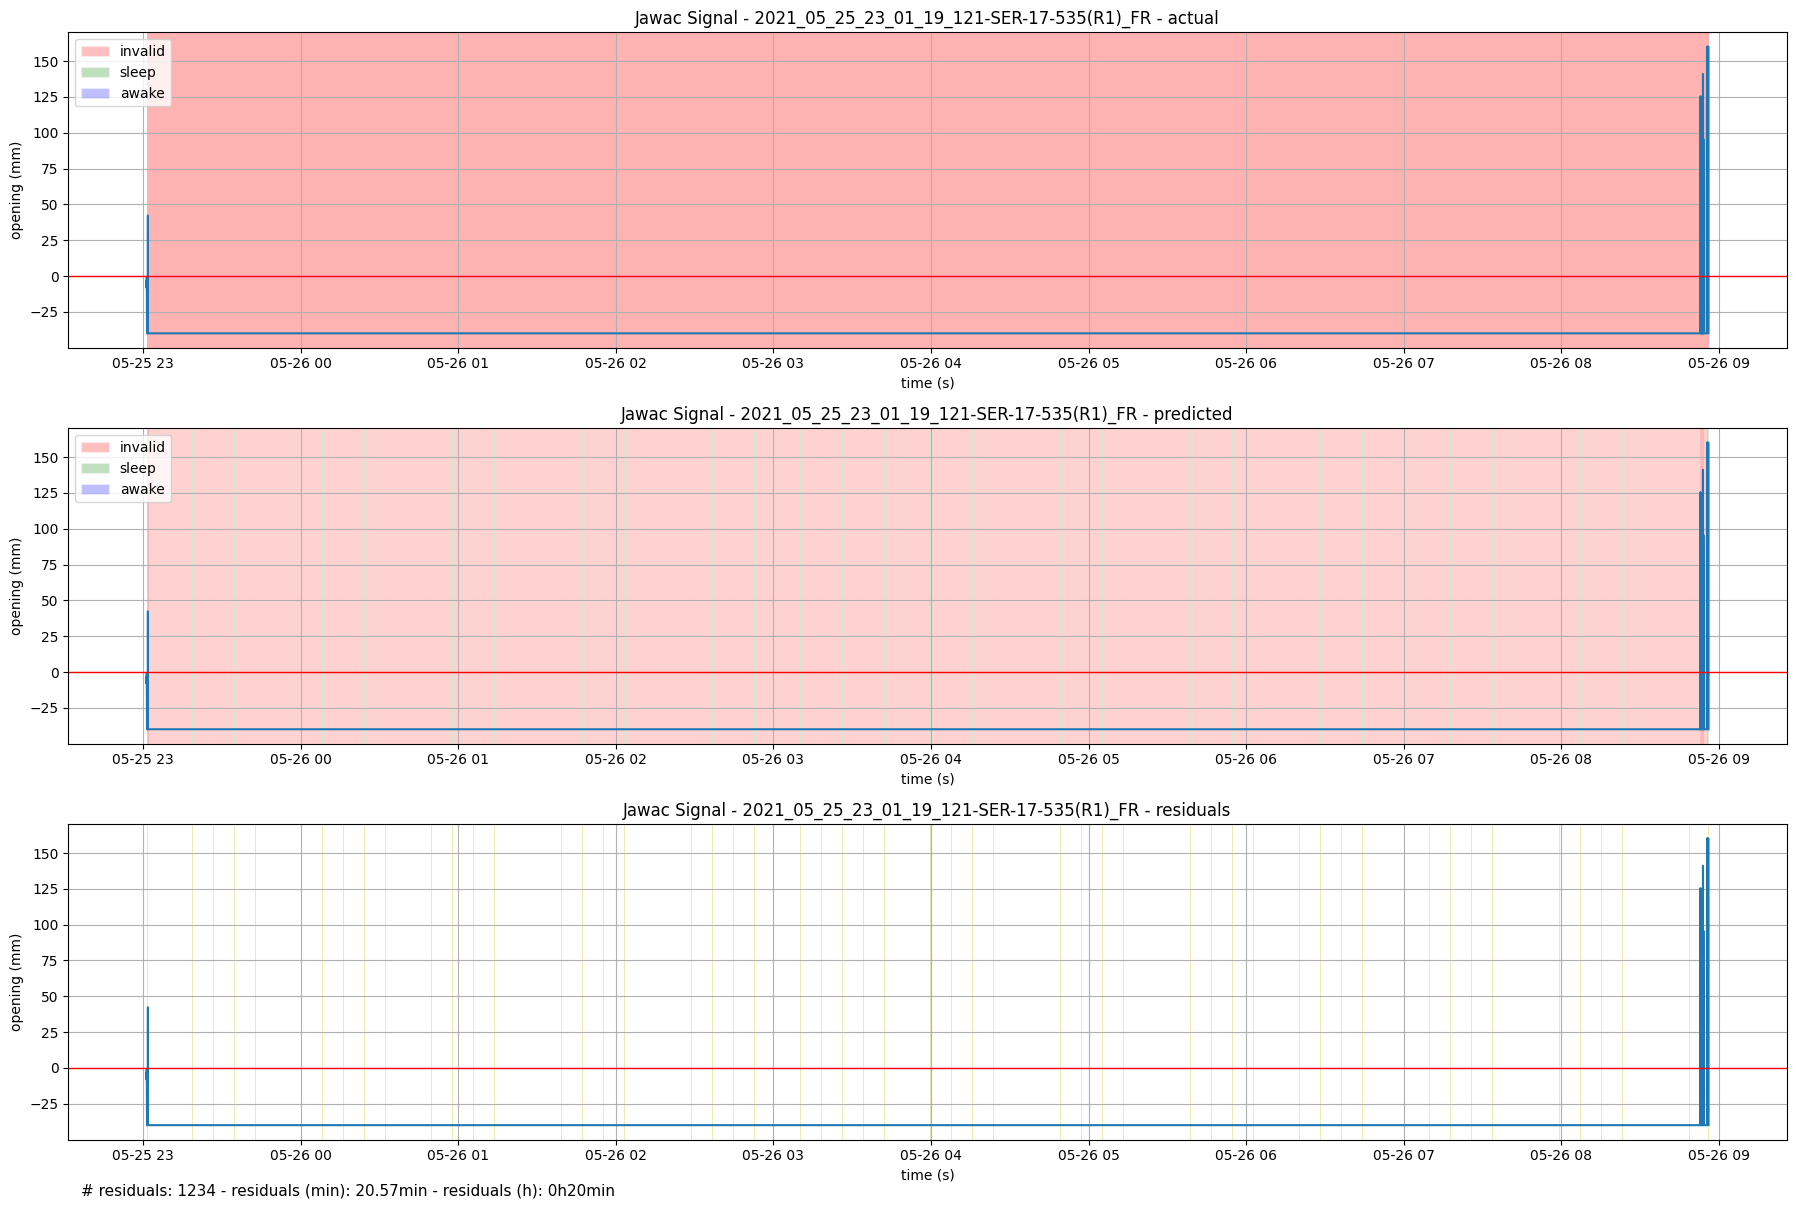 Jawac Signal - 2021_05_25_23_01_19_121-SER-17-535(R1)_FR - actual
invalid
sleep
awake
opening (mm)
150
125
100
75
50
25
0
−25
05-25 23 05-26 00 05-26 01 05-26 02 05-26 03 05-26 04 05-26 05 05-26 06 05-26 07 05-26 08 05-26 09
time (s)
Jawac Signal - 2021_05_25_23_01_19_121-SER-17-535(R1)_FR - predicted
invalid
sleep
awake
opening (mm)
150
125
100
75
50
25
0
−25
05-25 23 05-26 00 05-26 01 05-26 02 05-26 03 05-26 04 05-26 05 05-26 06 05-26 07 05-26 08 05-26 09
time (s)
Jawac Signal - 2021_05_25_23_01_19_121-SER-17-535(R1)_FR - residuals
opening (mm)
150
125
100
75
50
25
0
−25
05-25 23 05-26 00 05-26 01 05-26 02 05-26 03 05-26 04 05-26 05 05-26 06 05-26 07 05-26 08 05-26 09
time (s)
# residuals: 1234 - residuals (min): 20.57min - residuals (h): 0h20min